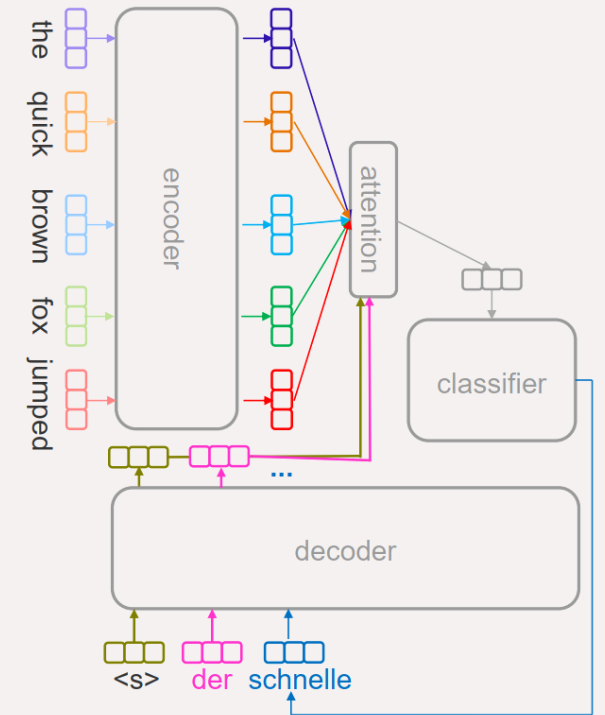 the
quick
brown
fox
jumped
encoder
attention
classifier
...
decoder
<s> der schnelle